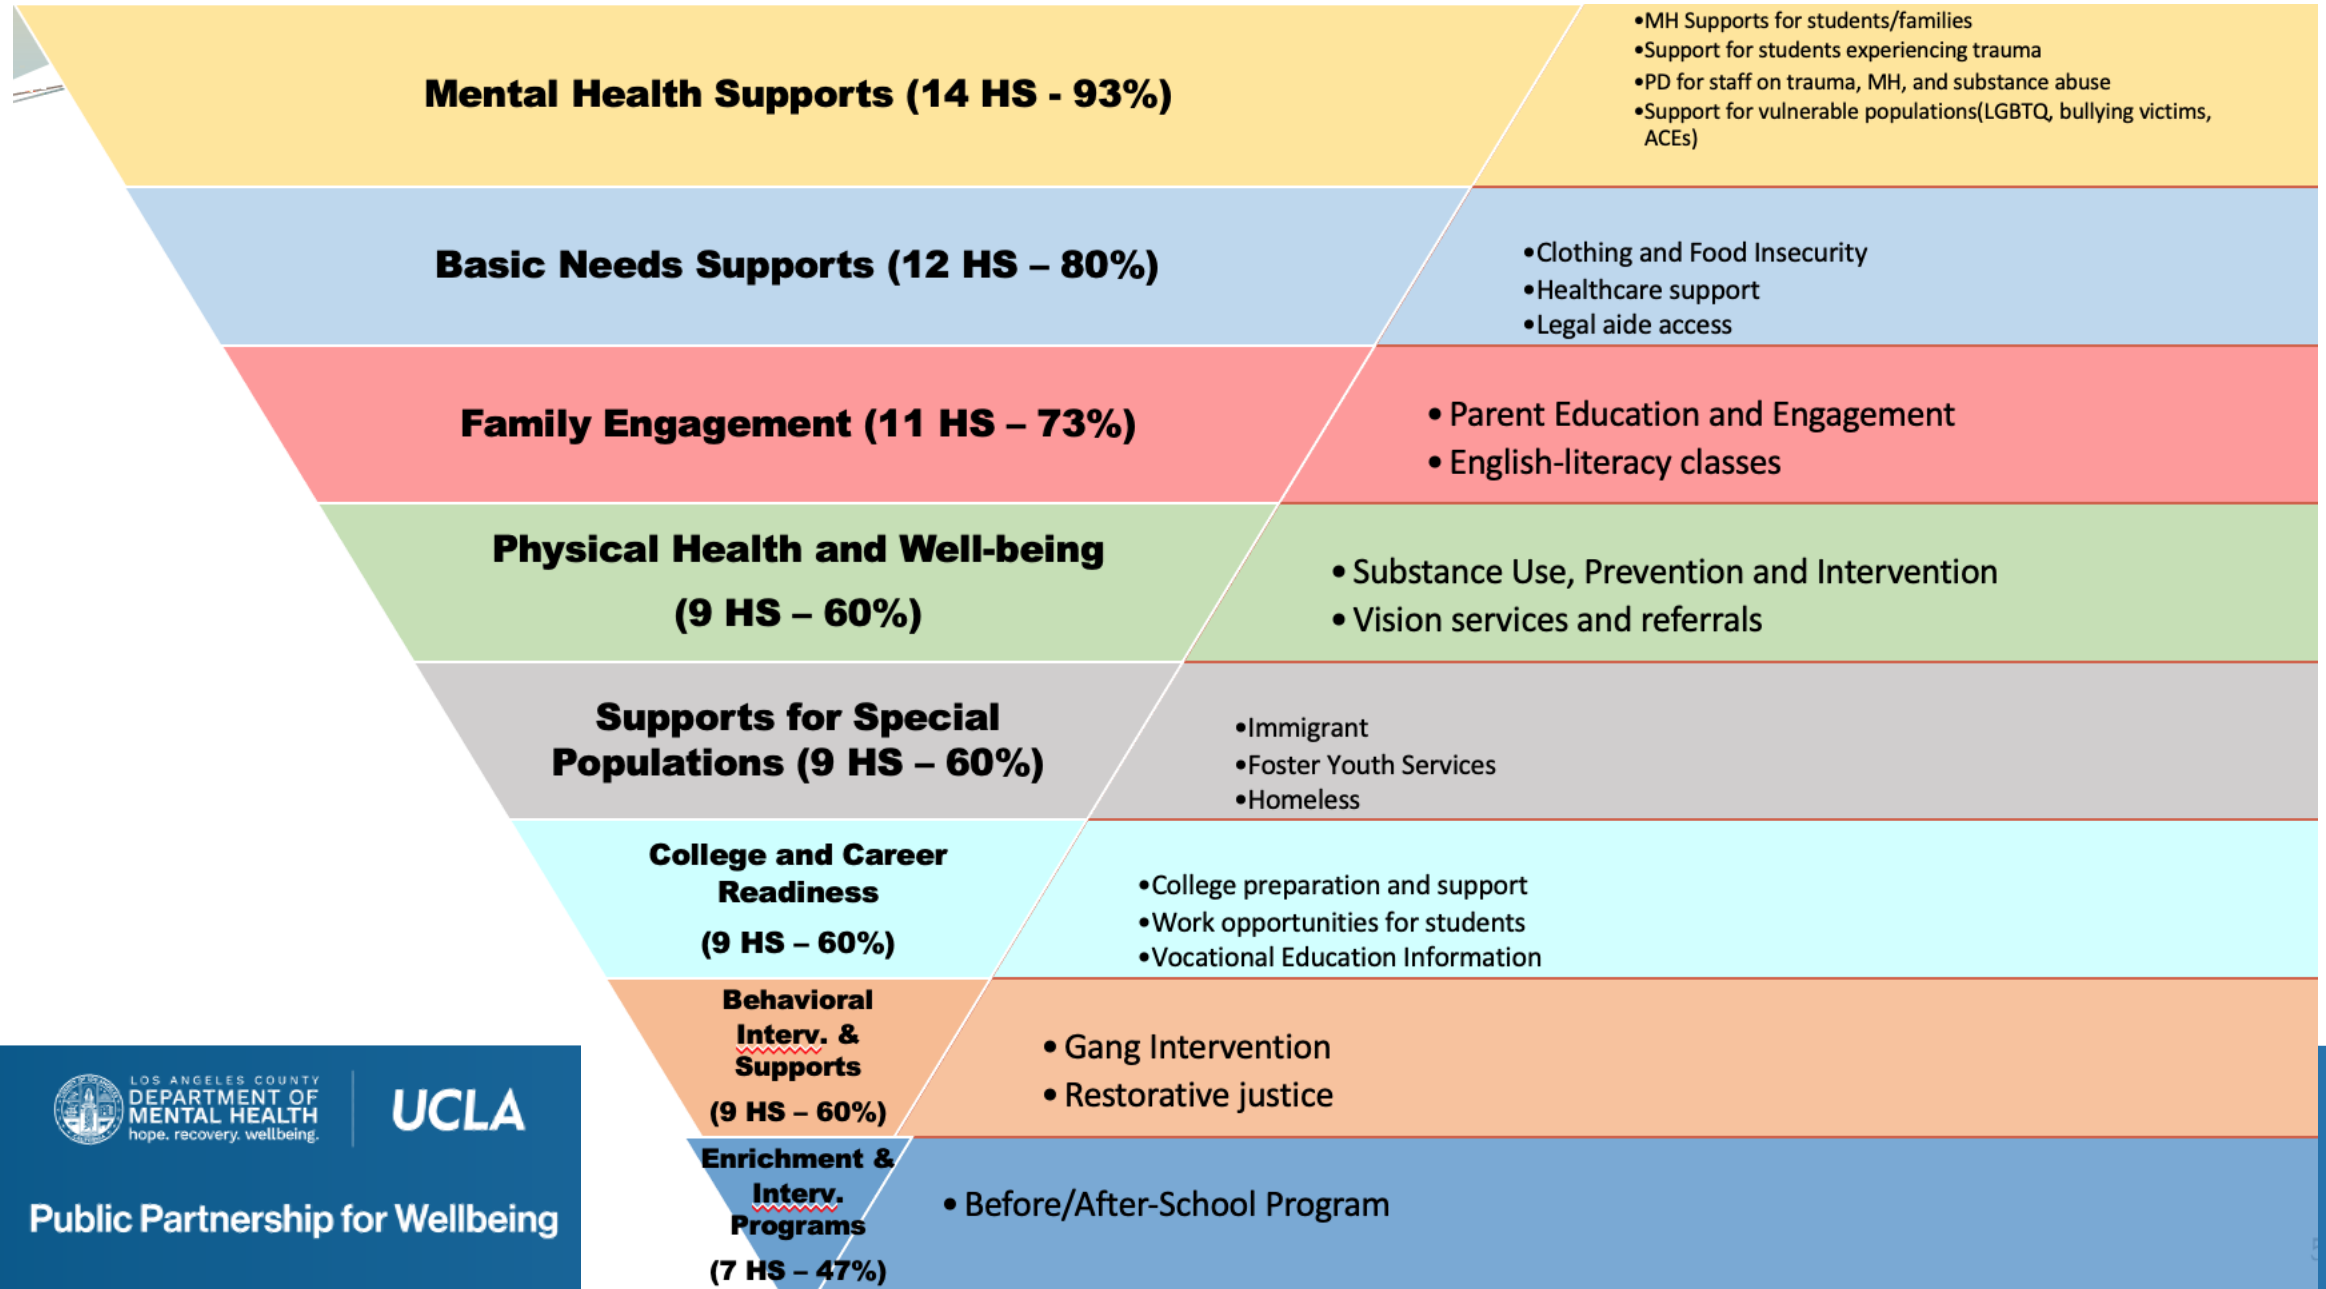 Mental Health Supports (14 HS - 93%)
•MH Supports for students/families
•Support for students experiencing trauma
•PD for staff on trauma, MH, and substance abuse
•Support for vulnerable populations(LGBTQ, bullying victims,
ACEs)
Basic Needs Supports (12 HS – 80%)
•Clothing and Food Insecurity
•Healthcare support
•Legal aide access
Family Engagement (11 HS – 73%)
• Parent Education and Engagement
• English-literacy classes
Physical Health and Well-being
(9 HS – 60%)
• Substance Use, Prevention and Intervention
• Vision services and referrals
Supports for Special
Populations (9 HS – 60%)
•Immigrant
•Foster Youth Services
•Homeless
College and Career
Readiness
(9 HS – 60%)
•College preparation and support
•Work opportunities for students
•Vocational Education Information
Behavioral
Interv. &
Supports
(9 HS – 60%)
• Gang Intervention
• Restorative justice
Enrichment &
Interv.
Programs
(7 HS – 47%)
• Before/After-School Program
LOS ANGELES COUNTY
DEPARTMENT OF
MENTAL HEALTH
hope. recovery. wellbeing.
UCLA
Public Partnership for Wellbeing